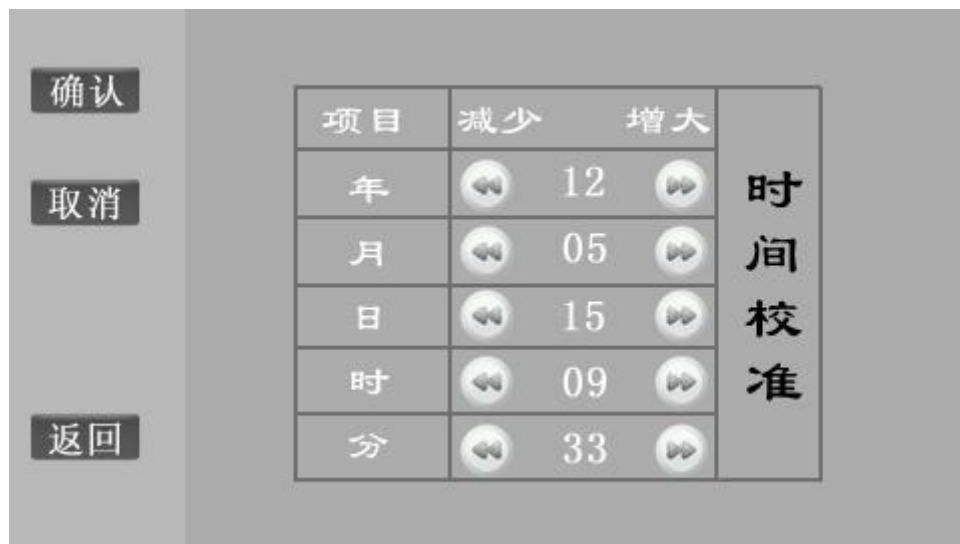 确认
取消
返回
项目 减少 增大
年 12
月 05
日 15
时 09
分 33
时间校准